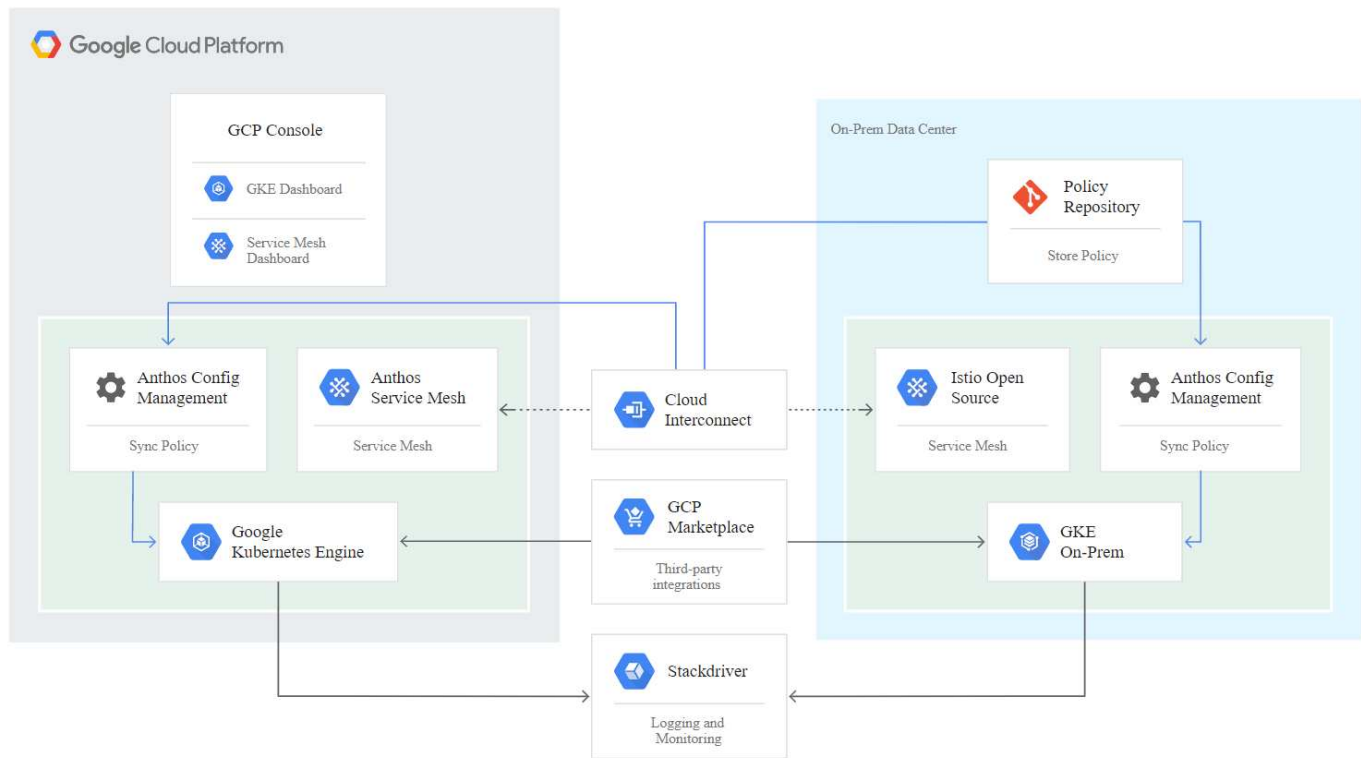 Google Cloud Platform
GCP Console
GKE Dashboard
Service Mesh
Dashboard
On-Prem Data Center
Policy
Repository
Store Policy
Anthos Config
Management
Sync Policy
Anthos
Service Mesh
Service Mesh
Cloud
Interconnect
Istio Open
Source
Service Mesh
Anthos Config
Management
Sync Policy
Google
Kubernetes Engine
GCP
Marketplace
Third-party
integrations
GKE
On-Prem
Stackdriver
Logging and
Monitoring